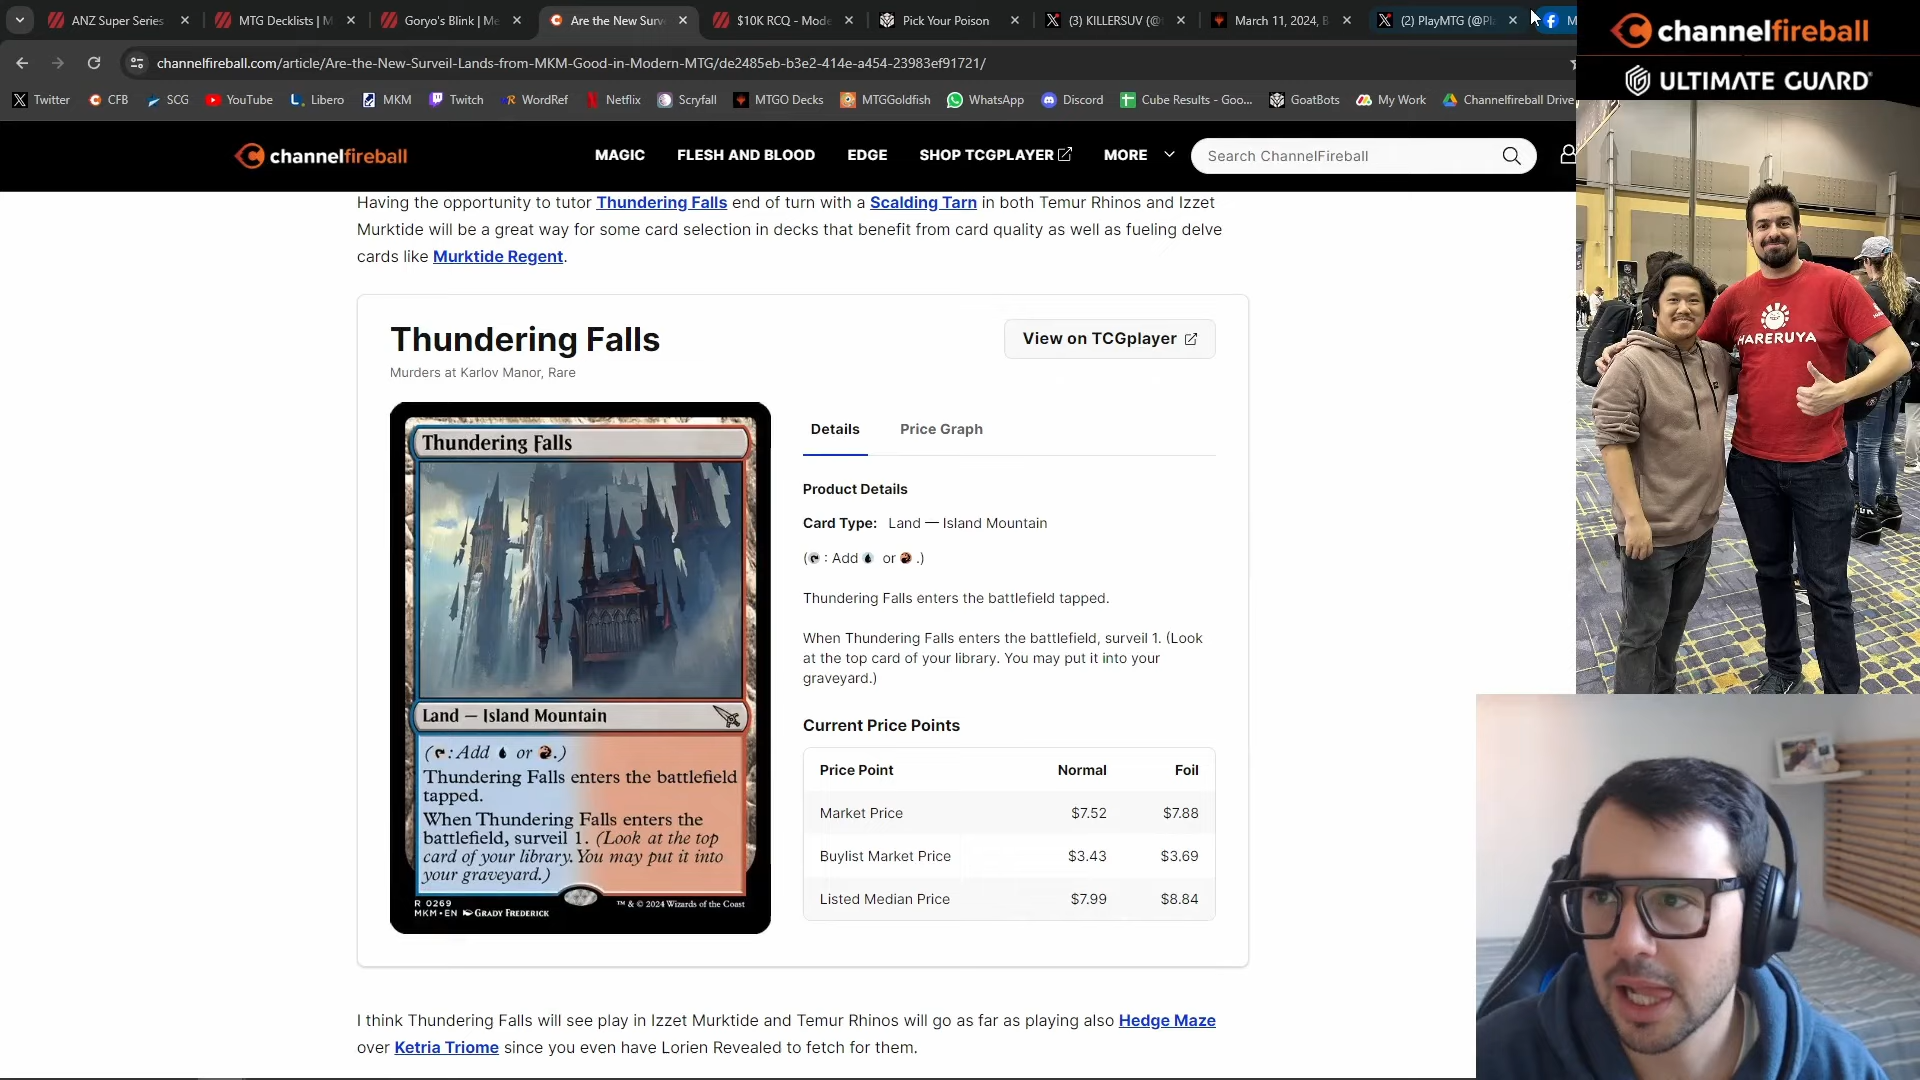 ANZ Super Series
MTG Decklists | M
Goryo's Blink | Me
Are the New Surv
$10K RCQ - Mode
Pick Your Poison
(3) KILLERSUV (@
March 11, 2024, B
(2) PlayMTG (@Pl
M
channelfireball.com/article/Are-the-New-Surveil-Lands-from-MKM-Good-in-Modern-MTG/de2485eb-b3e2-414e-a454-23983ef91721/
Twitter CFB SCG YouTube Libero MKM Twitch WordRef Netflix Scryfall MTGO Decks MTGGoldfish WhatsApp Discord Cube Results - Goo... GoatBots My Work Channelfireball Drive
channelfireball
ULTIMATE GUARD
channelfireball
MAGIC FLESH AND BLOOD EDGE SHOP TCGPLAYER MORE
Search ChannelFireball
Having the opportunity to tutor Thundering Falls end of turn with a Scalding Tarn in both Temur Rhinos and Izzet
Murktide will be a great way for some card selection in decks that benefit from card quality as well as fueling delve
cards like Murktide Regent.
Thundering Falls
Murders at Karlov Manor, Rare
View on TCGplayer
Thundering Falls
Land — Island Mountain
( : Add or .)
Thundering Falls enters the battlefield
tapped.
When Thundering Falls enters the
battlefield, surveil 1. (Look at the top
card of your library. You may put it into
your graveyard.)
R 0269
MKM • EN GRADY FREDERICK
™ & © 2024 Wizards of the Coast
Details Price Graph
Product Details
Card Type: Land — Island Mountain
( : Add or .)
Thundering Falls enters the battlefield tapped.
When Thundering Falls enters the battlefield, surveil 1. (Look
at the top card of your library. You may put it into your
graveyard.)
Current Price Points
Price Point Normal Foil
Market Price $7.52 $7.88
Buylist Market Price $3.43 $3.69
Listed Median Price $7.99 $8.84
I think Thundering Falls will see play in Izzet Murktide and Temur Rhinos will go as far as playing also Hedge Maze
over Ketria Triome since you even have Lorien Revealed to fetch for them.
HARERUYA